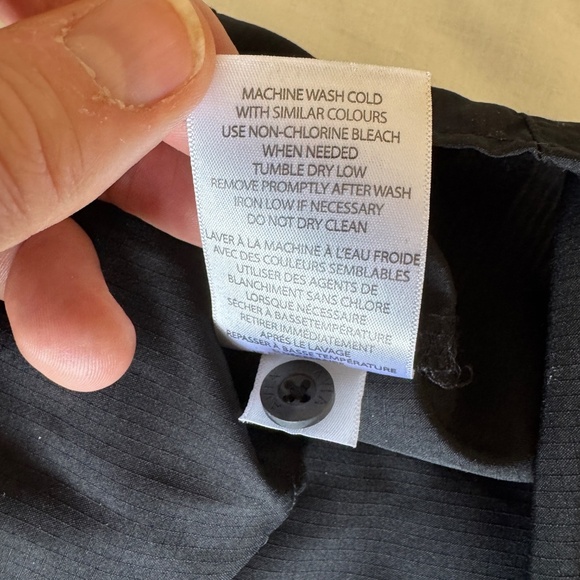 MACHINE WASH COLD
WITH SIMILAR COLOURS
USE NON-CHLORINE BLEACH
WHEN NEEDED
TUMBLE DRY LOW
REMOVE PROMPTLY AFTER WASH
IRON LOW IF NECESSARY
DO NOT DRY CLEAN
LAVER À LA MACHINE À L'EAU FROIDE
AVEC DES COULEURS SEMBLABLES
UTILISER DES AGENTS DE
BLANCHIMENT SANS CHLORE
LORSQUE NÉCESSAIRE
SÉCHER À BASSETEMPÉRATURE
RETIRER IMMÉDIATEMENT
APRÈS LE LAVAGE
REPASSER À BASSE TEMPÉRATURE